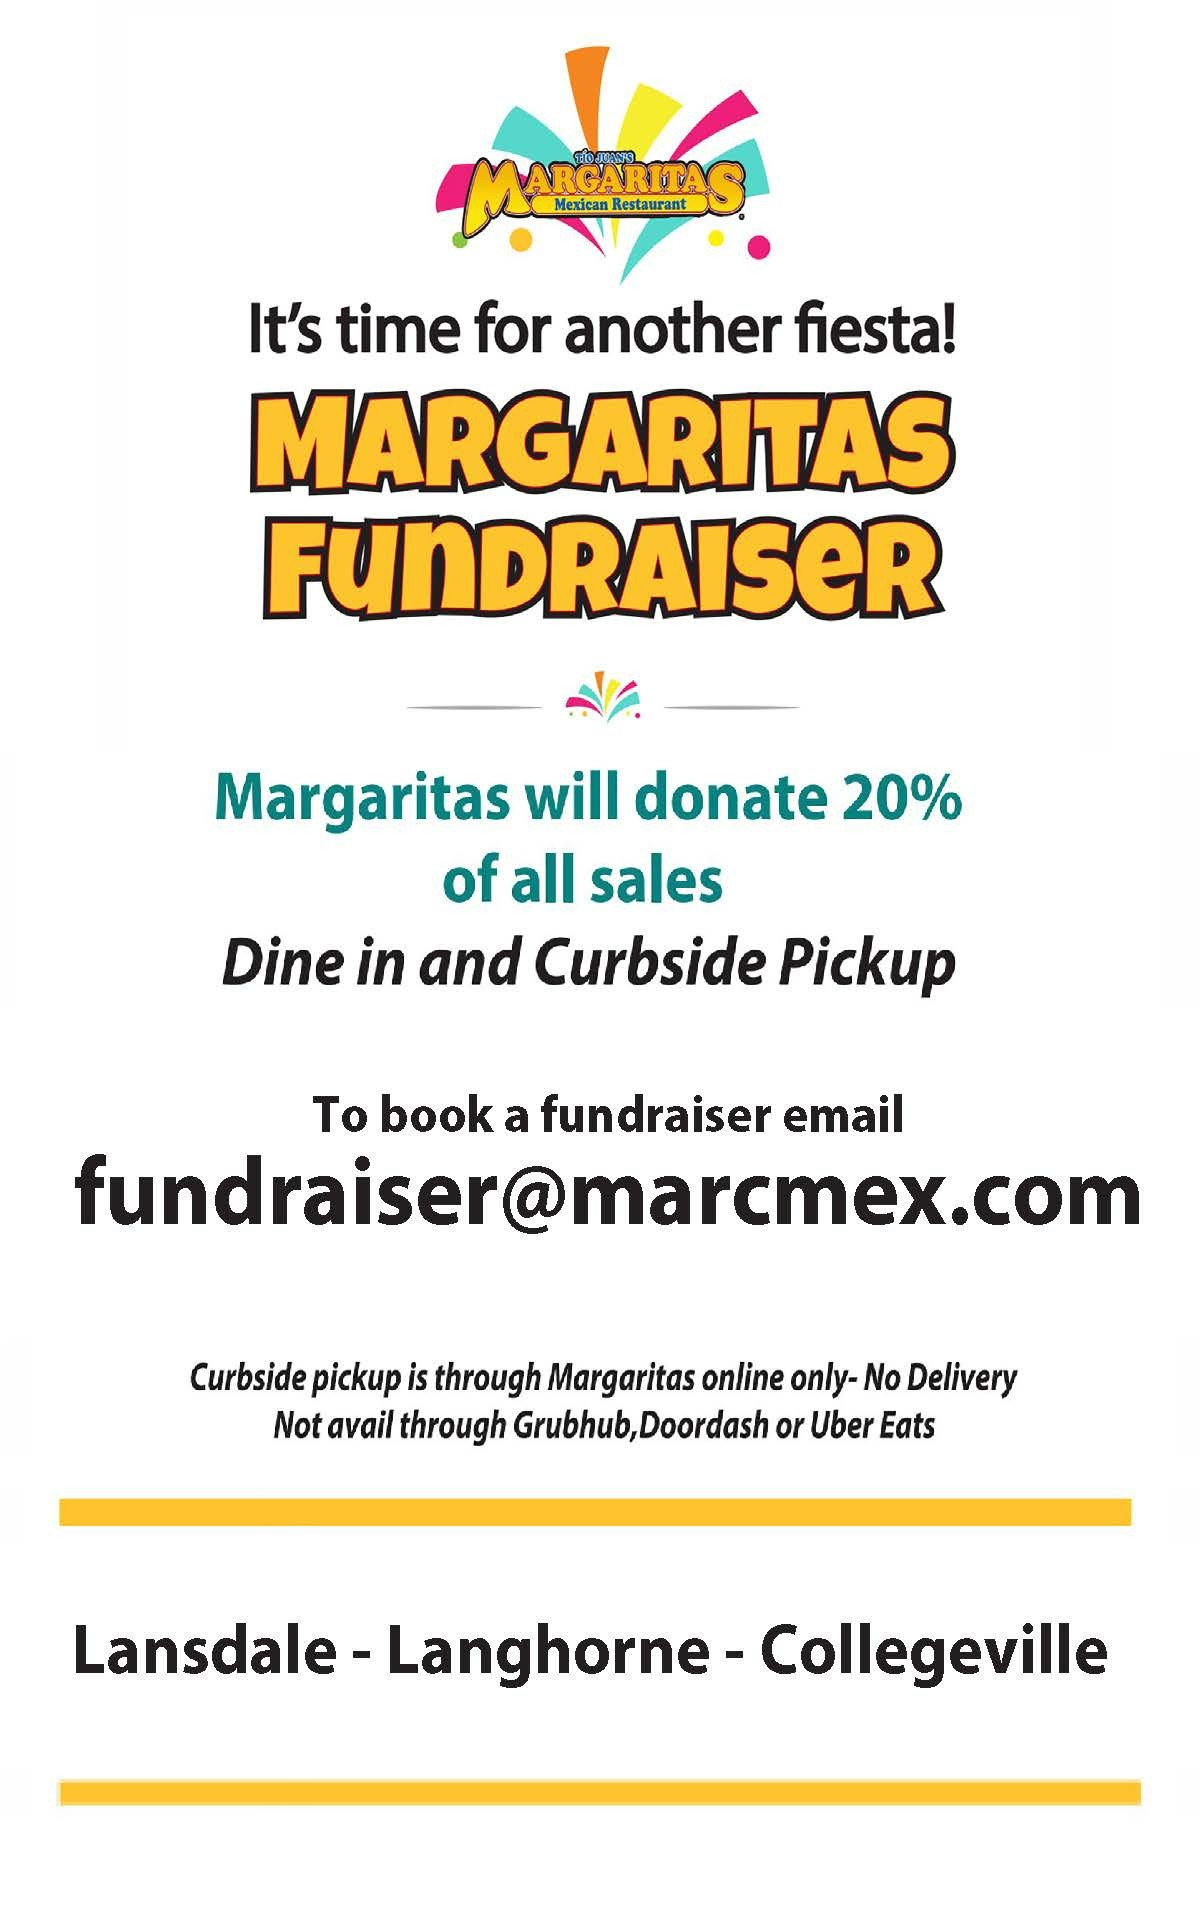 TÍO JUAN'S
MARGARITAS
Mexican Restaurant
It's time for another fiesta!
MARGARITAS
FUNDRAISER
Margaritas will donate 20%
of all sales
Dine in and Curbside Pickup
To book a fundraiser email
fundraiser@marcmex.com
Curbside pickup is through Margaritas online only- No Delivery
Not avail through Grubhub,Doordash or Uber Eats
Lansdale - Langhorne - Collegeville